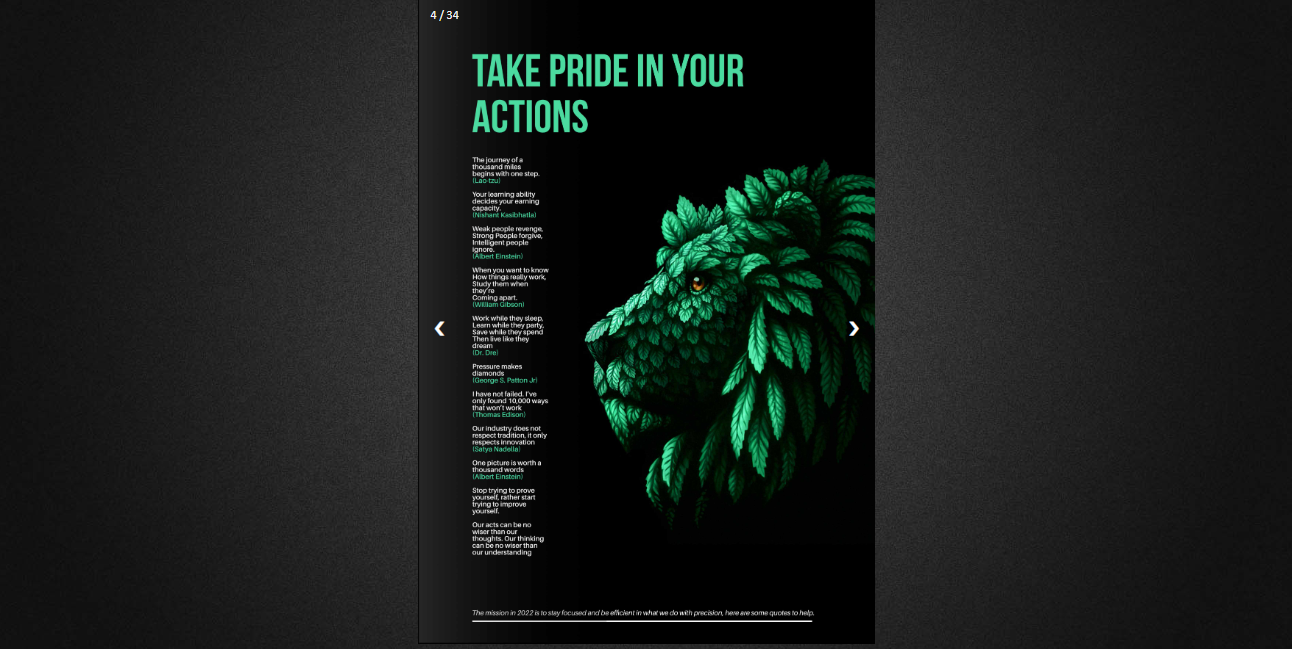 4 / 34
TAKE PRIDE IN YOUR
ACTIONS
The journey of a
thousand miles
begins with one step.
(Lao-tzu)
Your learning ability
decides your earning
capacity.
(Nishant Kasibhatla)
Weak people revenge,
Strong People forgive,
Intelligent people
ignore.
(Albert Einstein)
When you want to know
How things really work,
Study them when
they're
Coming apart.
(William Gibson)
Work while they sleep,
Learn while they party,
Save while they spend
Then live like they
dream
(Dr. Dre)
Pressure makes
diamonds
(George S. Patton Jr)
I have not failed. I've
only found 10,000 ways
that won't work
(Thomas Edison)
Our industry does not
respect tradition, it only
respects innovation
(Satya Nadella)
One picture is worth a
thousand words
(Albert Einstein)
Stop trying to prove
yourself, rather start
trying to improve
yourself.
Our acts can be no
wiser than our
thoughts. Our thinking
can be no wiser than
our understanding
The mission in 2022 is to stay focused and be efficient in what we do with precision, here are some quotes to help.